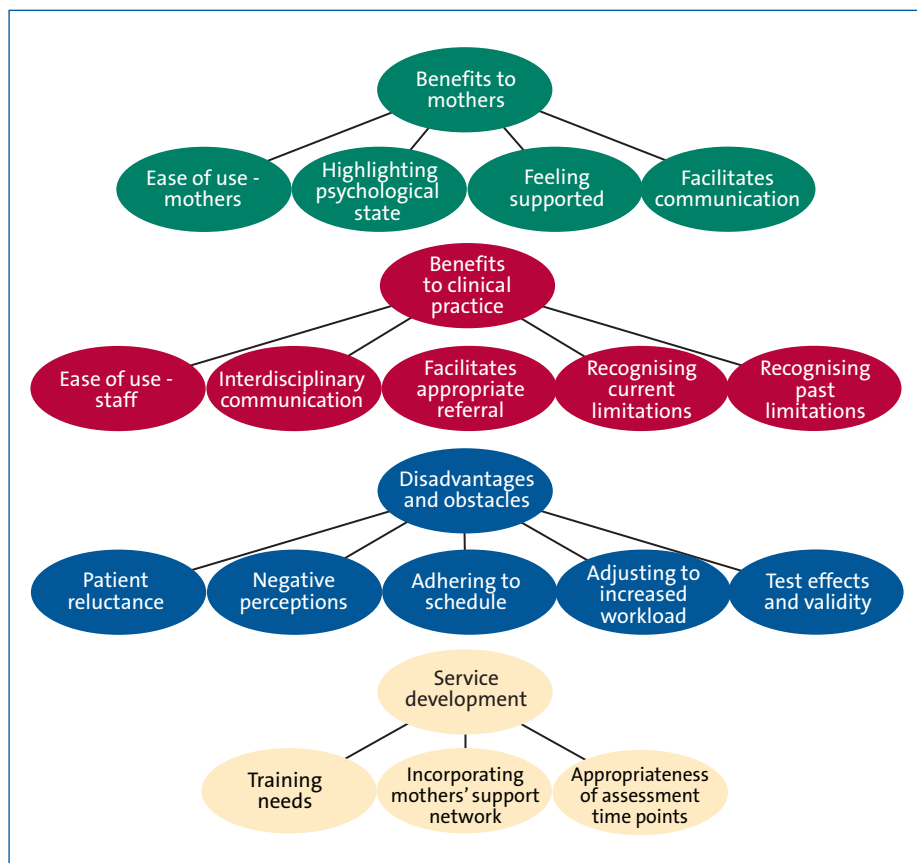 Benefits to
mothers
Ease of use -
mothers
Highlighting
psychological
state
Feeling
supported
Facilitates
communication
Benefits
to clinical
practice
Ease of use -
staff
Interdisciplinary
communication
Facilitates
appropriate
referral
Recognising
current
limitations
Recognising
past
limitations
Disadvantages
and obstacles
Patient
reluctance
Negative
perceptions
Adhering to
schedule
Adjusting to
increased
workload
Test effects
and validity
Service
development
Training
needs
Incorporating
mothers’ support
network
Appropriateness
of assessment
time points